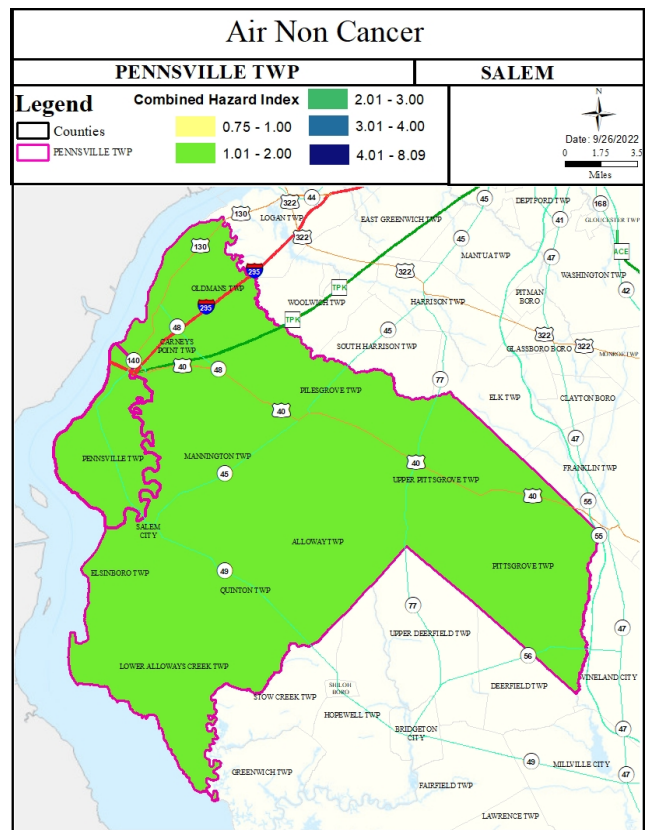 Air Non Cancer
PENNSVILLE TWP
SALEM
Legend
Counties
PENNSVILLE TWP
Combined Hazard Index
0.75 - 1.00
1.01 - 2.00
2.01 - 3.00
3.01 - 4.00
4.01 - 8.09
N
Date: 9/26/2022
0 1.75 3.5
Miles
44
322
130
LOGAN TWP
322
45
EAST GREENWICH TWP
DEPTFORD TWP
168
GLOUCESTER TWP
41
130
45
MANTUA TWP
47
ACE
295
322
WASHINGTON TWP
OLDMANS TWP
TPK
42
WOOLWICH TWP
HARRISON TWP
PITMAN
BORO
295
TPK
48
45
322
322
CARNEYS
POINT TWP
SOUTH HARRISON TWP
GLASSBORO BORO
MONROE TWP
140
40
48
77
PILESGROVE TWP
ELK TWP
CLAYTON BORO
40
47
PENNSVILLE TWP
MANNINGTON TWP
40
FRANKLIN TWP
45
UPPER PITTSGROVE TWP
40
55
SALEM
CITY
55
ALLOWAY TWP
PITTSGROVE TWP
ELSINBORO TWP
49
QUINTON TWP
77
47
UPPER DEERFIELD TWP
56
LOWER ALLOWAYS CREEK TWP
VINELAND CITY
DEERFIELD TWP
SHILOH
BORO
STOW CREEK TWP
HOPEWELL TWP
BRIDGETON
CITY
47
49
MILLVILLE CITY
GREENWICH TWP
47
FAIRFIELD TWP
LAWRENCE TWP